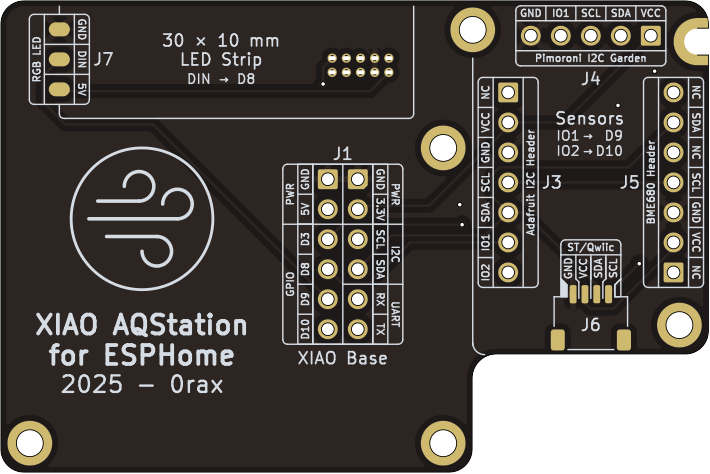 RGB LED
GND
DIN
5V
J7
30 × 10 mm
LED Strip
DIN → D8
GND IO1 SCL SDA VCC
Pimoroni I2C Garden
J4
Sensors
IO1→ D9
IO2→D10
J1
PWR
GND
5V
GPIO
D3
D8
D9
D10
GND
3.3V
PWR
SCL
SDA
I2C
RX
TX
UART
XIAO Base
NC
VCC
GND
SCL
SDA
IO1
IO2
Adafruit I2C Header
J3
J5
BME680 Header
NC
SDA
NC
SCL
GND
VCC
NC
ST/Qwiic
GND
VCC
SDA
SCL
J6
XIAO AQStation
for ESPHome
2025 – Orax